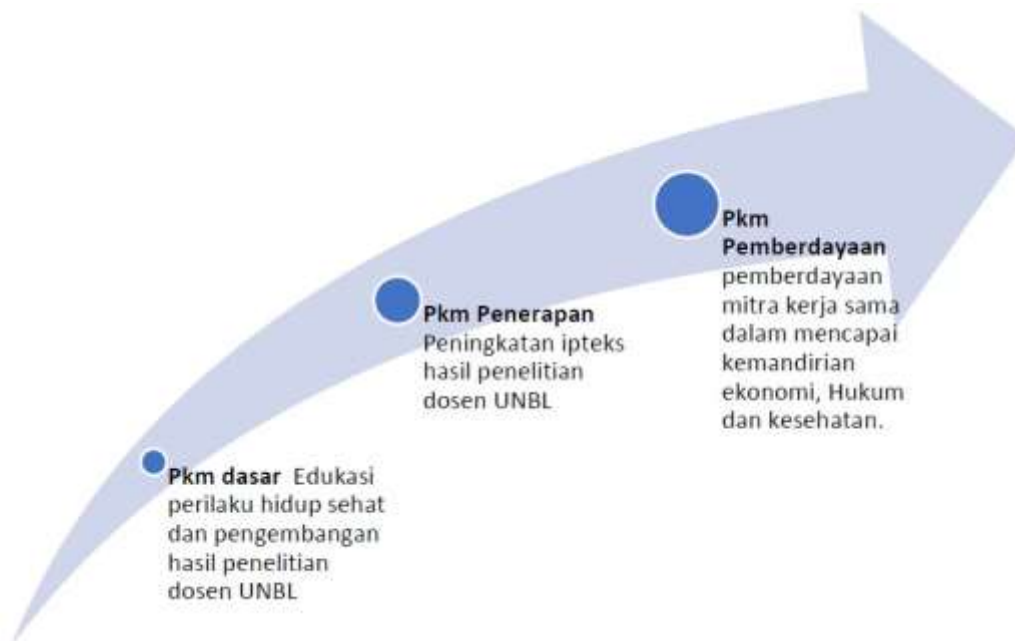 Pkm dasar Edukasi
perilaku hidup sehat
dan pengembangan
hasil penelitian
dosen UNBL
Pkm Penerapan
Peningkatan ipteks
hasil penelitian
dosen UNBL
Pkm
Pemberdayaan
pemberdayaan
mitra kerja sama
dalam mencapai
kemandirian
ekonomi, Hukum
dan kesehatan.